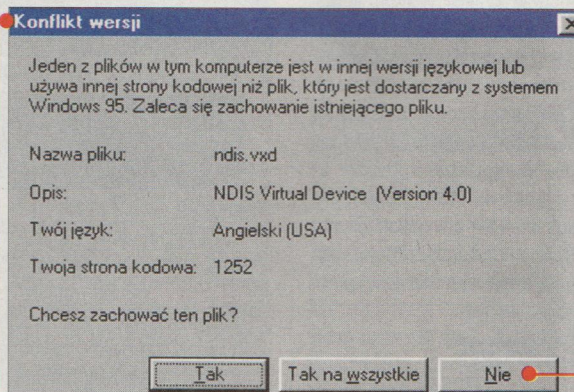 Konflikt wersji
Jeden z plików w tym komputerze jest w innej wersji językowej lub
używa innej strony kodowej niż plik, który jest dostarczany z systemem
Windows 95. Zaleca się zachowanie istniejącego pliku.
Nazwa pliku: ndis.vxd
Opis: NDIS Virtual Device (Version 4.0)
Twój język: Angielski (USA)
Twoja strona kodowa: 1252
Chcesz zachować ten plik?
Tak Tak na wszystkie Nie